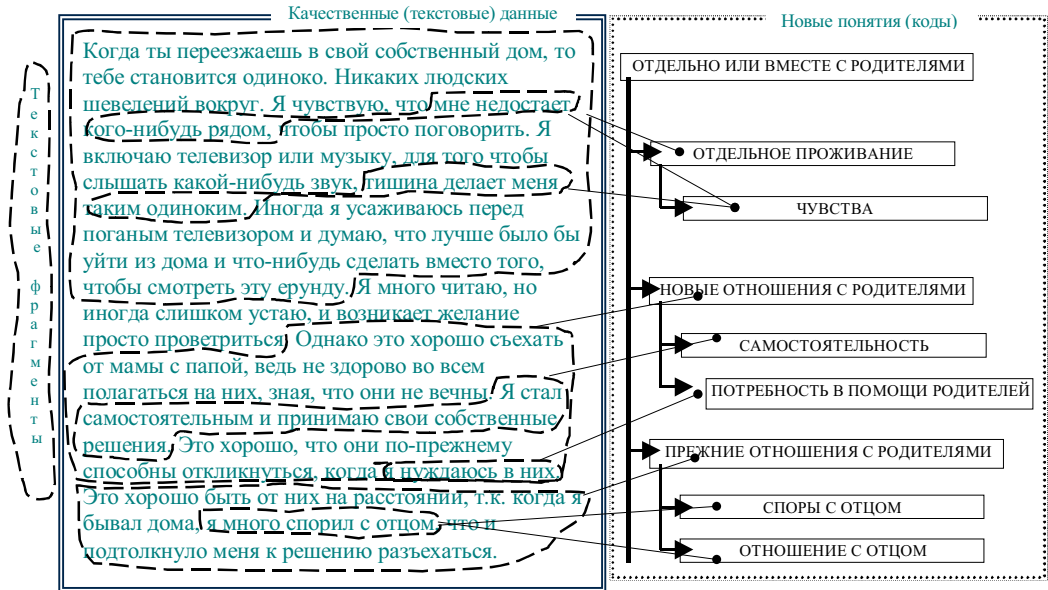 Качественные (текстовые) данные
Новые понятия (коды)
Текстовые фрагменты
Когда ты переезжаешь в свой собственный дом, то
тебе становится одиноко. Никаких людских
шевелений вокруг. Я чувствую, что мне недостает
кого-нибудь рядом, чтобы просто поговорить. Я
включаю телевизор или музыку, для того чтобы
слышать какой-нибудь звук, тишина делает меня
таким одиноким. Иногда я усаживаюсь перед
поганым телевизором и думаю, что лучше было бы
уйти из дома и что-нибудь сделать вместо того,
чтобы смотреть эту ерунду. Я много читаю, но
иногда слишком устаю, и возникает желание
просто проветриться. Однако это хорошо съехать
от мамы с папой, ведь не здорово во всем
полагаться на них, зная, что они не вечны. Я стал
самостоятельным и принимаю свои собственные
решения. Это хорошо, что они по-прежнему
способны откликнуться, когда я нуждаюсь в них.
Это хорошо быть от них на расстоянии, т.к. когда я
бывал дома, я много спорил с отцом, что и
подтолкнуло меня к решению разъехаться.
ОТДЕЛЬНО ИЛИ ВМЕСТЕ С РОДИТЕЛЯМИ
ОТДЕЛЬНОЕ ПРОЖИВАНИЕ
ЧУВСТВА
НОВЫЕ ОТНОШЕНИЯ С РОДИТЕЛЯМИ
САМОСТОЯТЕЛЬНОСТЬ
ПОТРЕБНОСТЬ В ПОМОЩИ РОДИТЕЛЕЙ
ПРЕЖНИЕ ОТНОШЕНИЯ С РОДИТЕЛЯМИ
СПОРЫ С ОТЦОМ
ОТНОШЕНИЕ С ОТЦОМ